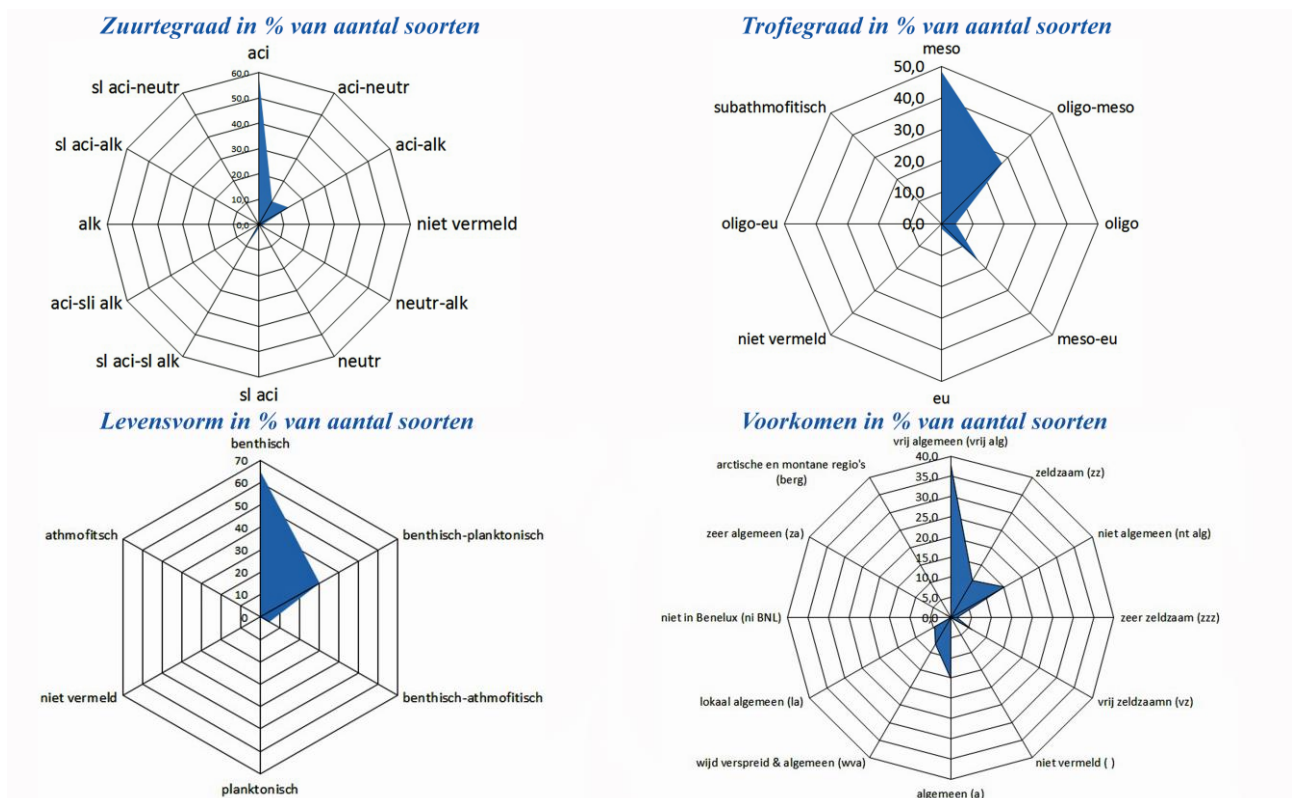 Zuurtegraad in % van aantal soorten
aci
60,0
50,0
40,0
30,0
20,0
10,0
0,0
aci-neutr
aci-alk
niet vermeld
neutr-alk
neutr
sl aci
sl aci-sl alk
aci-sli alk
alk
sl aci-alk
sl aci-neutr
Trofiegraad in % van aantal soorten
meso
50,0
40,0
30,0
20,0
10,0
0,0
oligo-meso
oligo
meso-eu
eu
niet vermeld
oligo-eu
subathmofitisch
Levensvorm in % van aantal soorten
benthisch
70
60
50
40
30
20
10
0
benthisch-planktonisch
benthisch-athmofitisch
planktonisch
niet vermeld
athmofitsch
Voorkomen in % van aantal soorten
vrij algemeen (vrij alg)
40,0
35,0
30,0
25,0
20,0
15,0
10,0
5,0
0,0
zeldzaam (zz)
niet algemeen (nt alg)
zeer zeldzaam (zzz)
vrij zeldzaamn (vz)
niet vermeld ( )
algemeen (a)
wijd verspreid & algemeen (wva)
lokaal algemeen (la)
niet in Benelux (ni BNL)
zeer algemeen (za)
arctische en montane regio's
(berg)